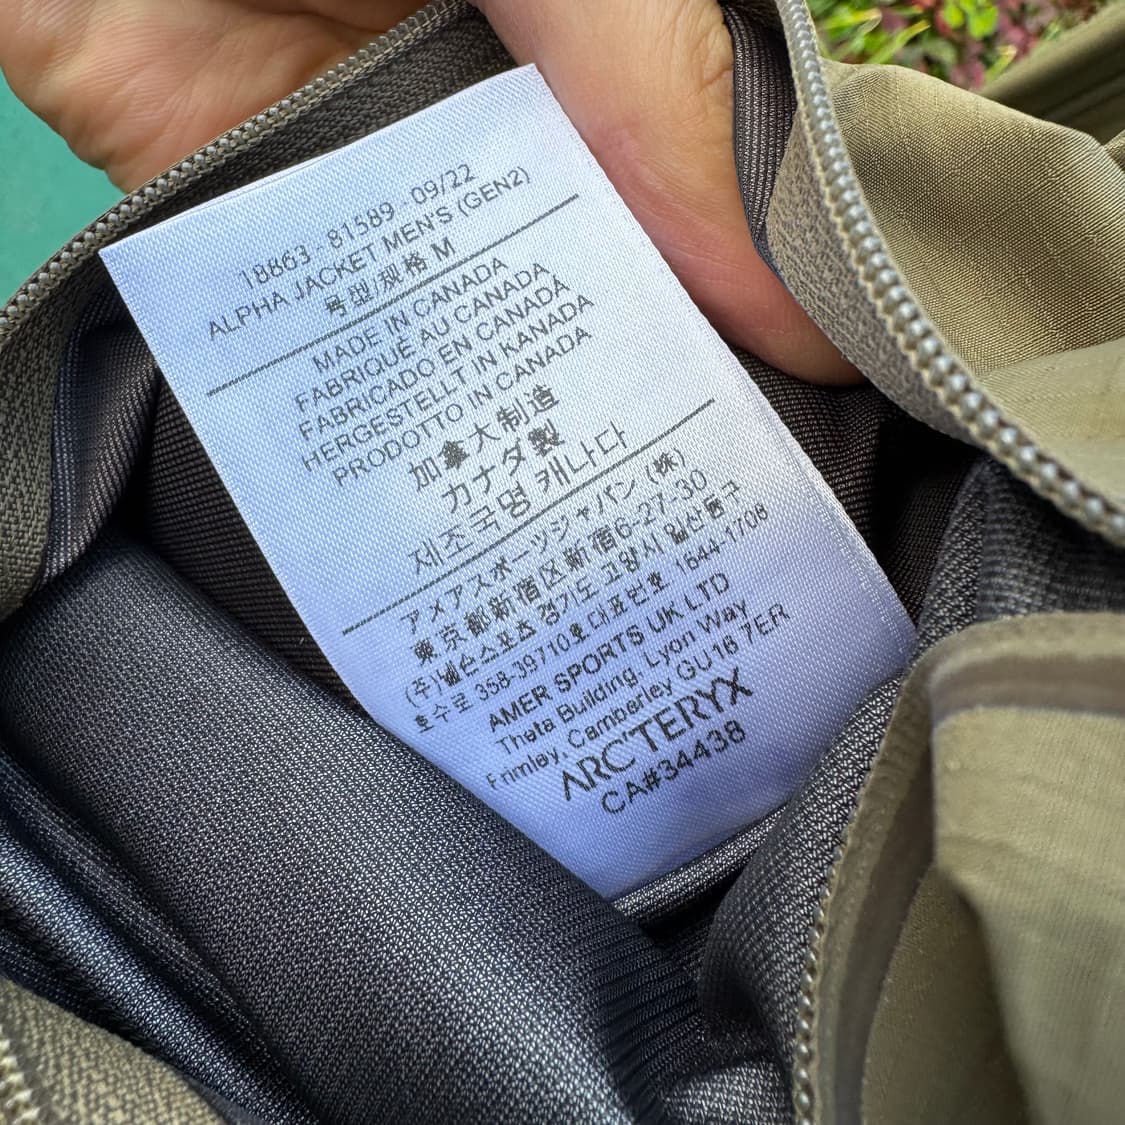 18863 - 81589 - 09/22
ALPHA JACKET MEN'S (GEN2)
号型/规格 M
MADE IN CANADA
FABRIQUÉ AU CANADA
FABRICADO EN CANADA
HERGESTELLT IN KANADA
PRODOTTO IN CANADA
加拿大制造
カナダ製
제조국명 캐나다
アメアスポーツジャパン (株)
東京都新宿区新宿6-27-30
(주)넬슨스포츠 경기도 고양시 일산동구
호수로 358-39710호 대표번호 1644-1708
AMER SPORTS UK LTD
Theta Building, Lyon Way
Frimley, Camberley GU16 7ER
ARC'TERYX
CA#34438